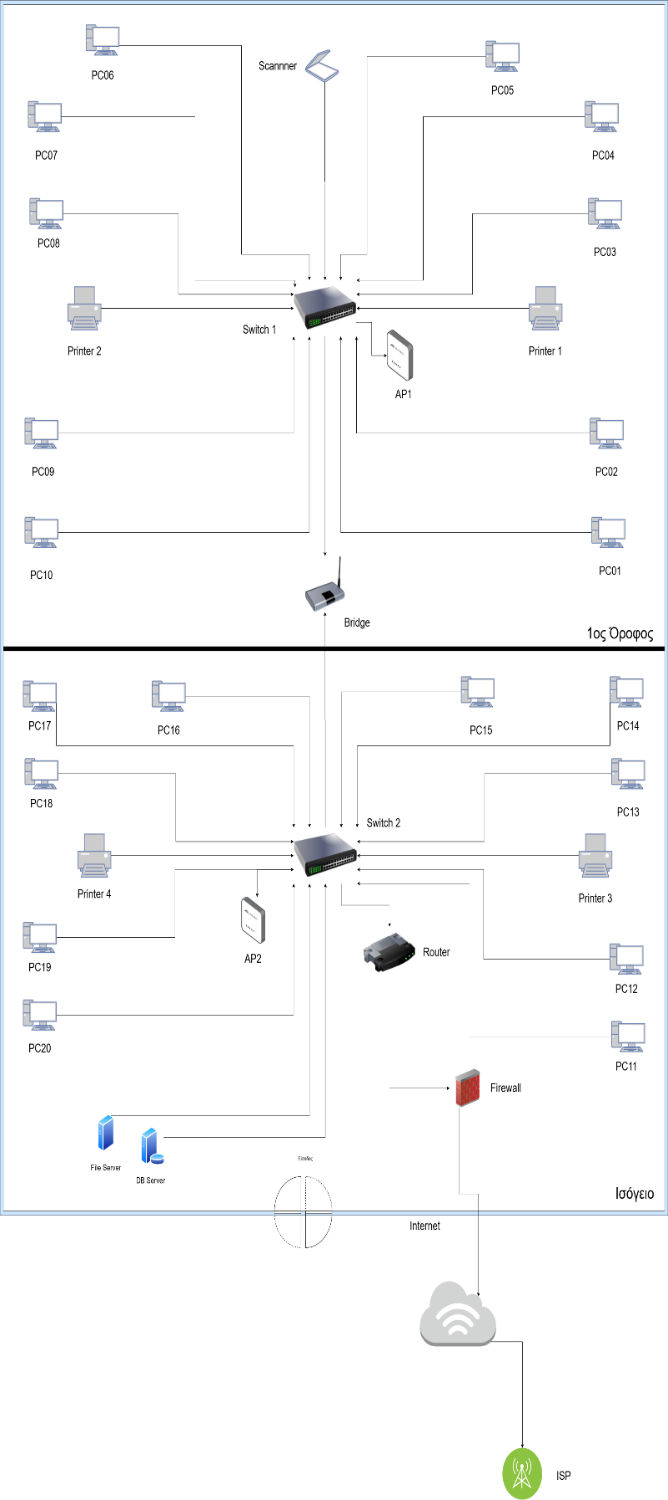 PC06
Scannner
PC05
PC07
PC04
PC08
PC03
Switch 1
Printer 2
Printer 1
AP1
PC09
PC02
PC10
PC01
Bridge
1ος Όροφος
PC17
PC16
PC15
PC14
PC18
Switch 2
PC13
Printer 4
Printer 3
PC19
AP2
Router
PC12
PC20
PC11
Firewall
File Server
DB Server
Είσοδος
Ισόγειο
Internet
ISP